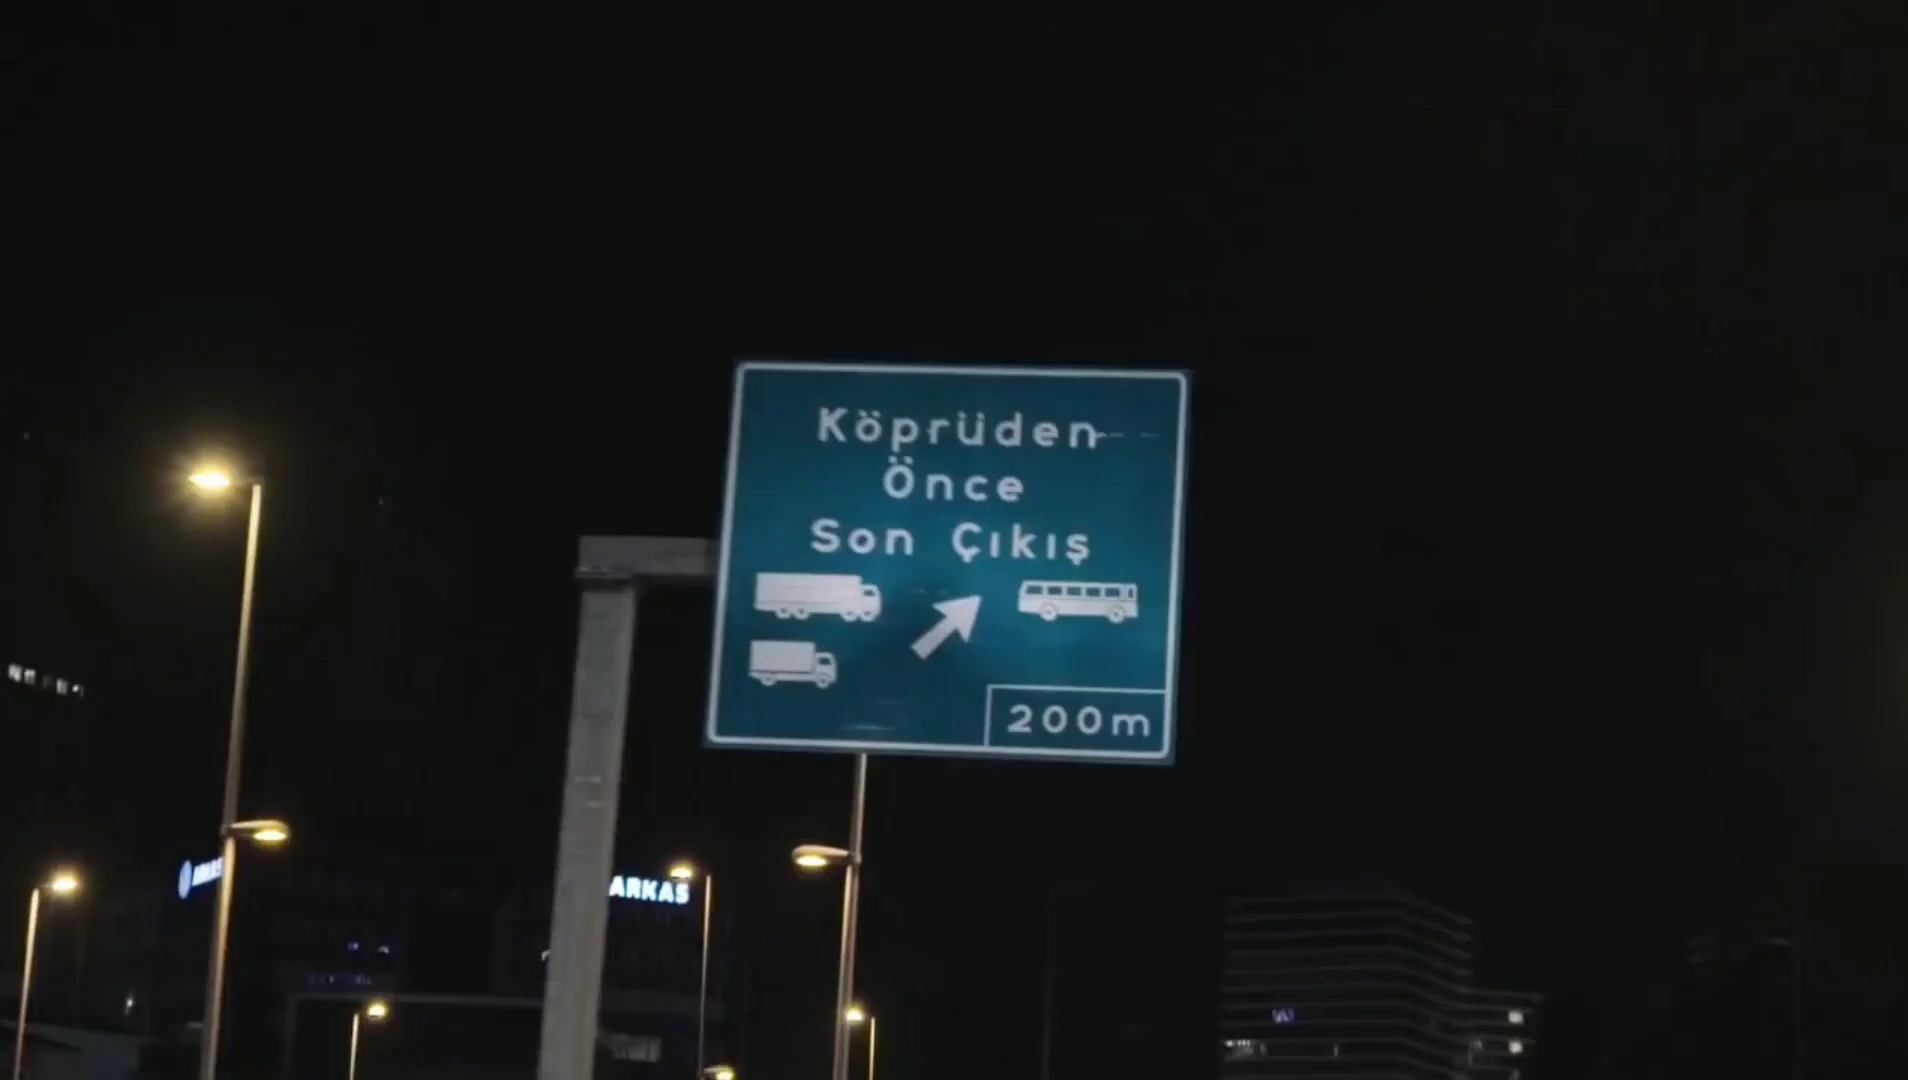 Köprüden
Önce
Son Çıkış
200m
ARKAS